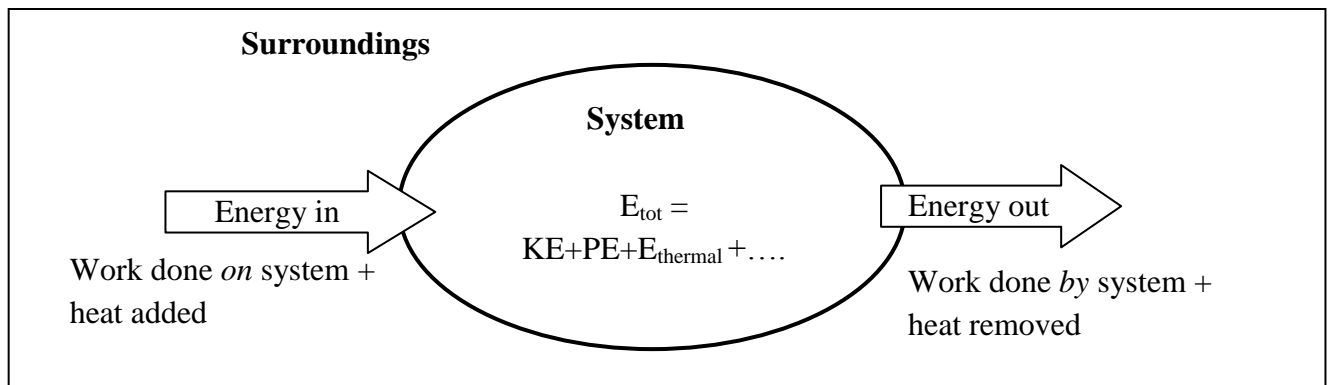 Surroundings
System
E_tot =
KE+PE+E_thermal +….
Energy in
Work done on system +
heat added
Energy out
Work done by system +
heat removed